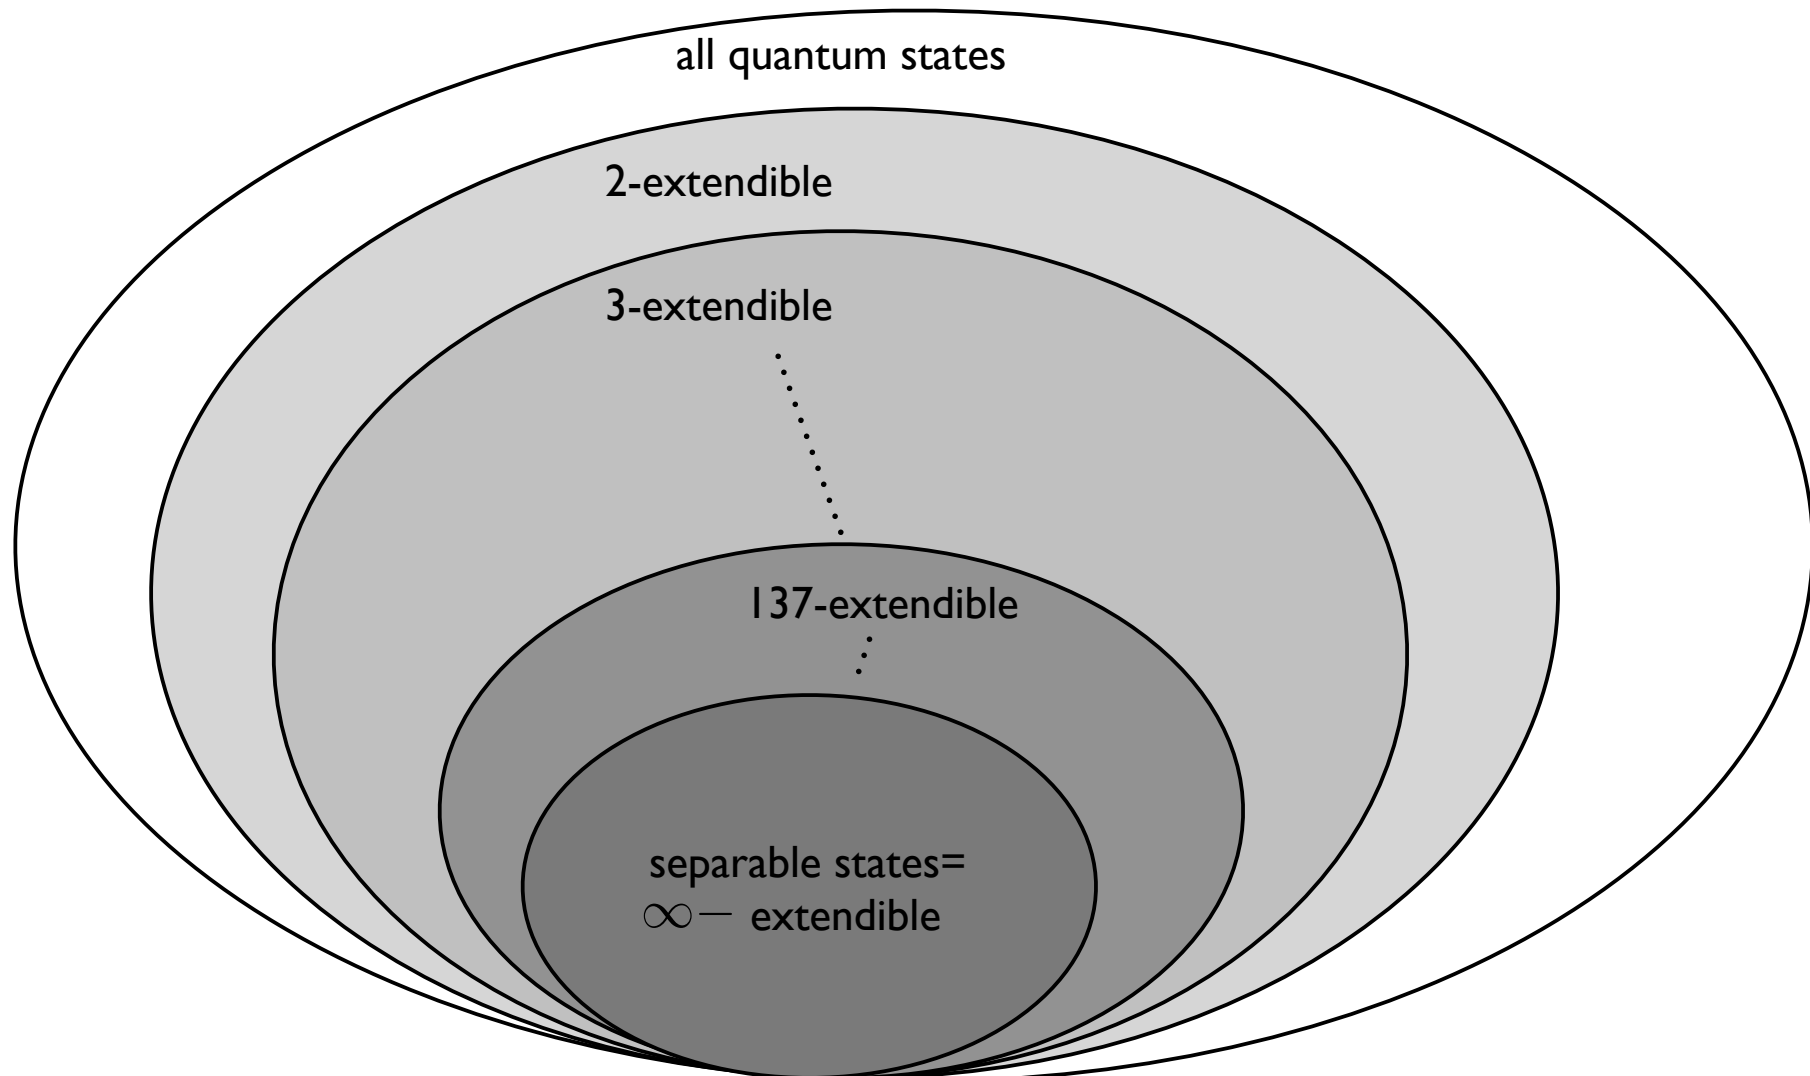 all quantum states
2-extendible
3-extendible
137-extendible
separable states=
∞− extendible